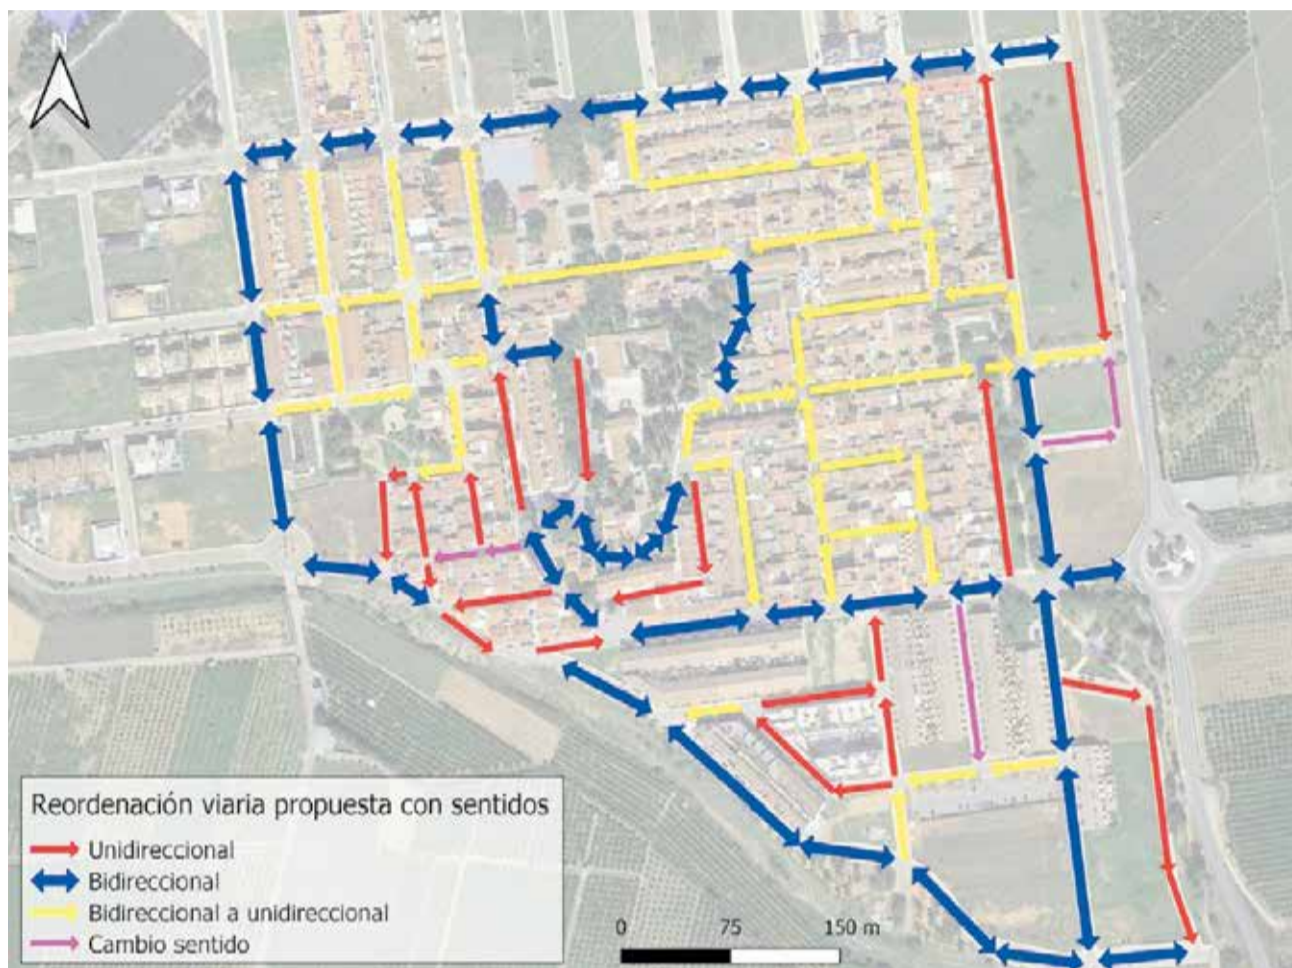 N
Reordenación viaria propuesta con sentidos
Unidireccional
Bidireccional
Bidireccional a unidireccional
Cambio sentido
0 75 150 m